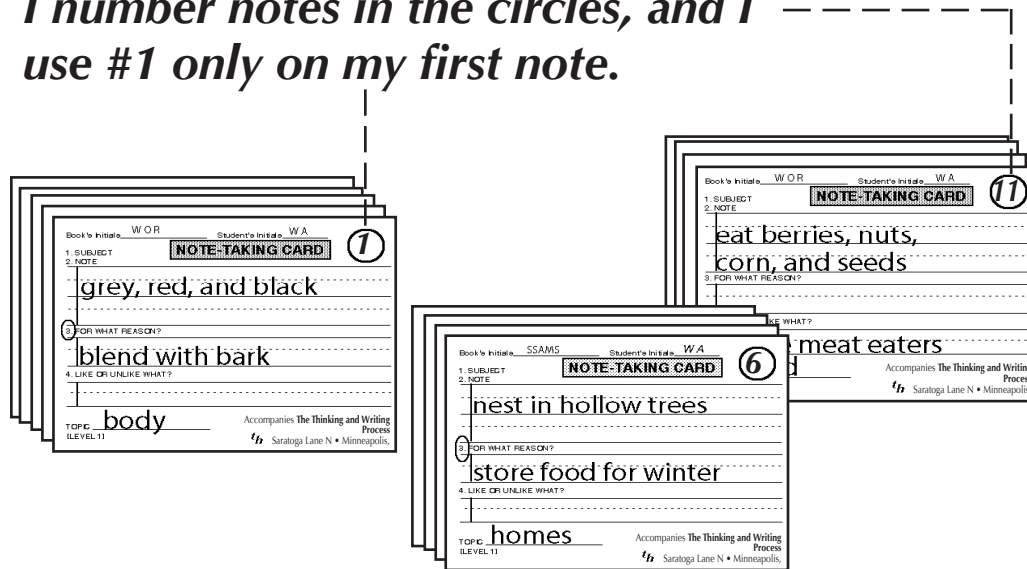 I number notes in the circles, and I
use #1 only on my first note.
Book's Initials WOR Student's Initials WA
1
NOTE-TAKING CARD
1. SUBJECT
2. NOTE
grey, red, and black
3. FOR WHAT REASON?
blend with bark
4. LIKE OR UNLIKE WHAT?
TOPIC body
[LEVEL 1]
Accompanies The Thinking and Writing
Process
th Saratoga Lane N • Minneapolis,
Book's Initials SSAMS Student's Initials WA
6
NOTE-TAKING CARD
1. SUBJECT
2. NOTE
nest in hollow trees
3. FOR WHAT REASON?
store food for winter
4. LIKE OR UNLIKE WHAT?
TOPIC homes
[LEVEL 1]
Accompanies The Thinking and Writing
Process
th Saratoga Lane N • Minneapolis,
Book's Initials WOR Student's Initials WA
11
NOTE-TAKING CARD
1. SUBJECT
2. NOTE
eat berries, nuts,
corn, and seeds
3. FOR WHAT REASON?
KE WHAT?
e meat eaters
d
Accompanies The Thinking and Writin
Proces
th Saratoga Lane N • Minneapolis